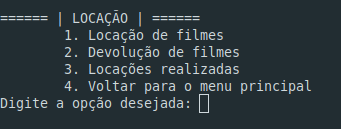 ====== | LOCAÇÃO | ======
1. Locação de filmes
2. Devolução de filmes
3. Locações realizadas
4. Voltar para o menu principal
Digite a opção desejada: